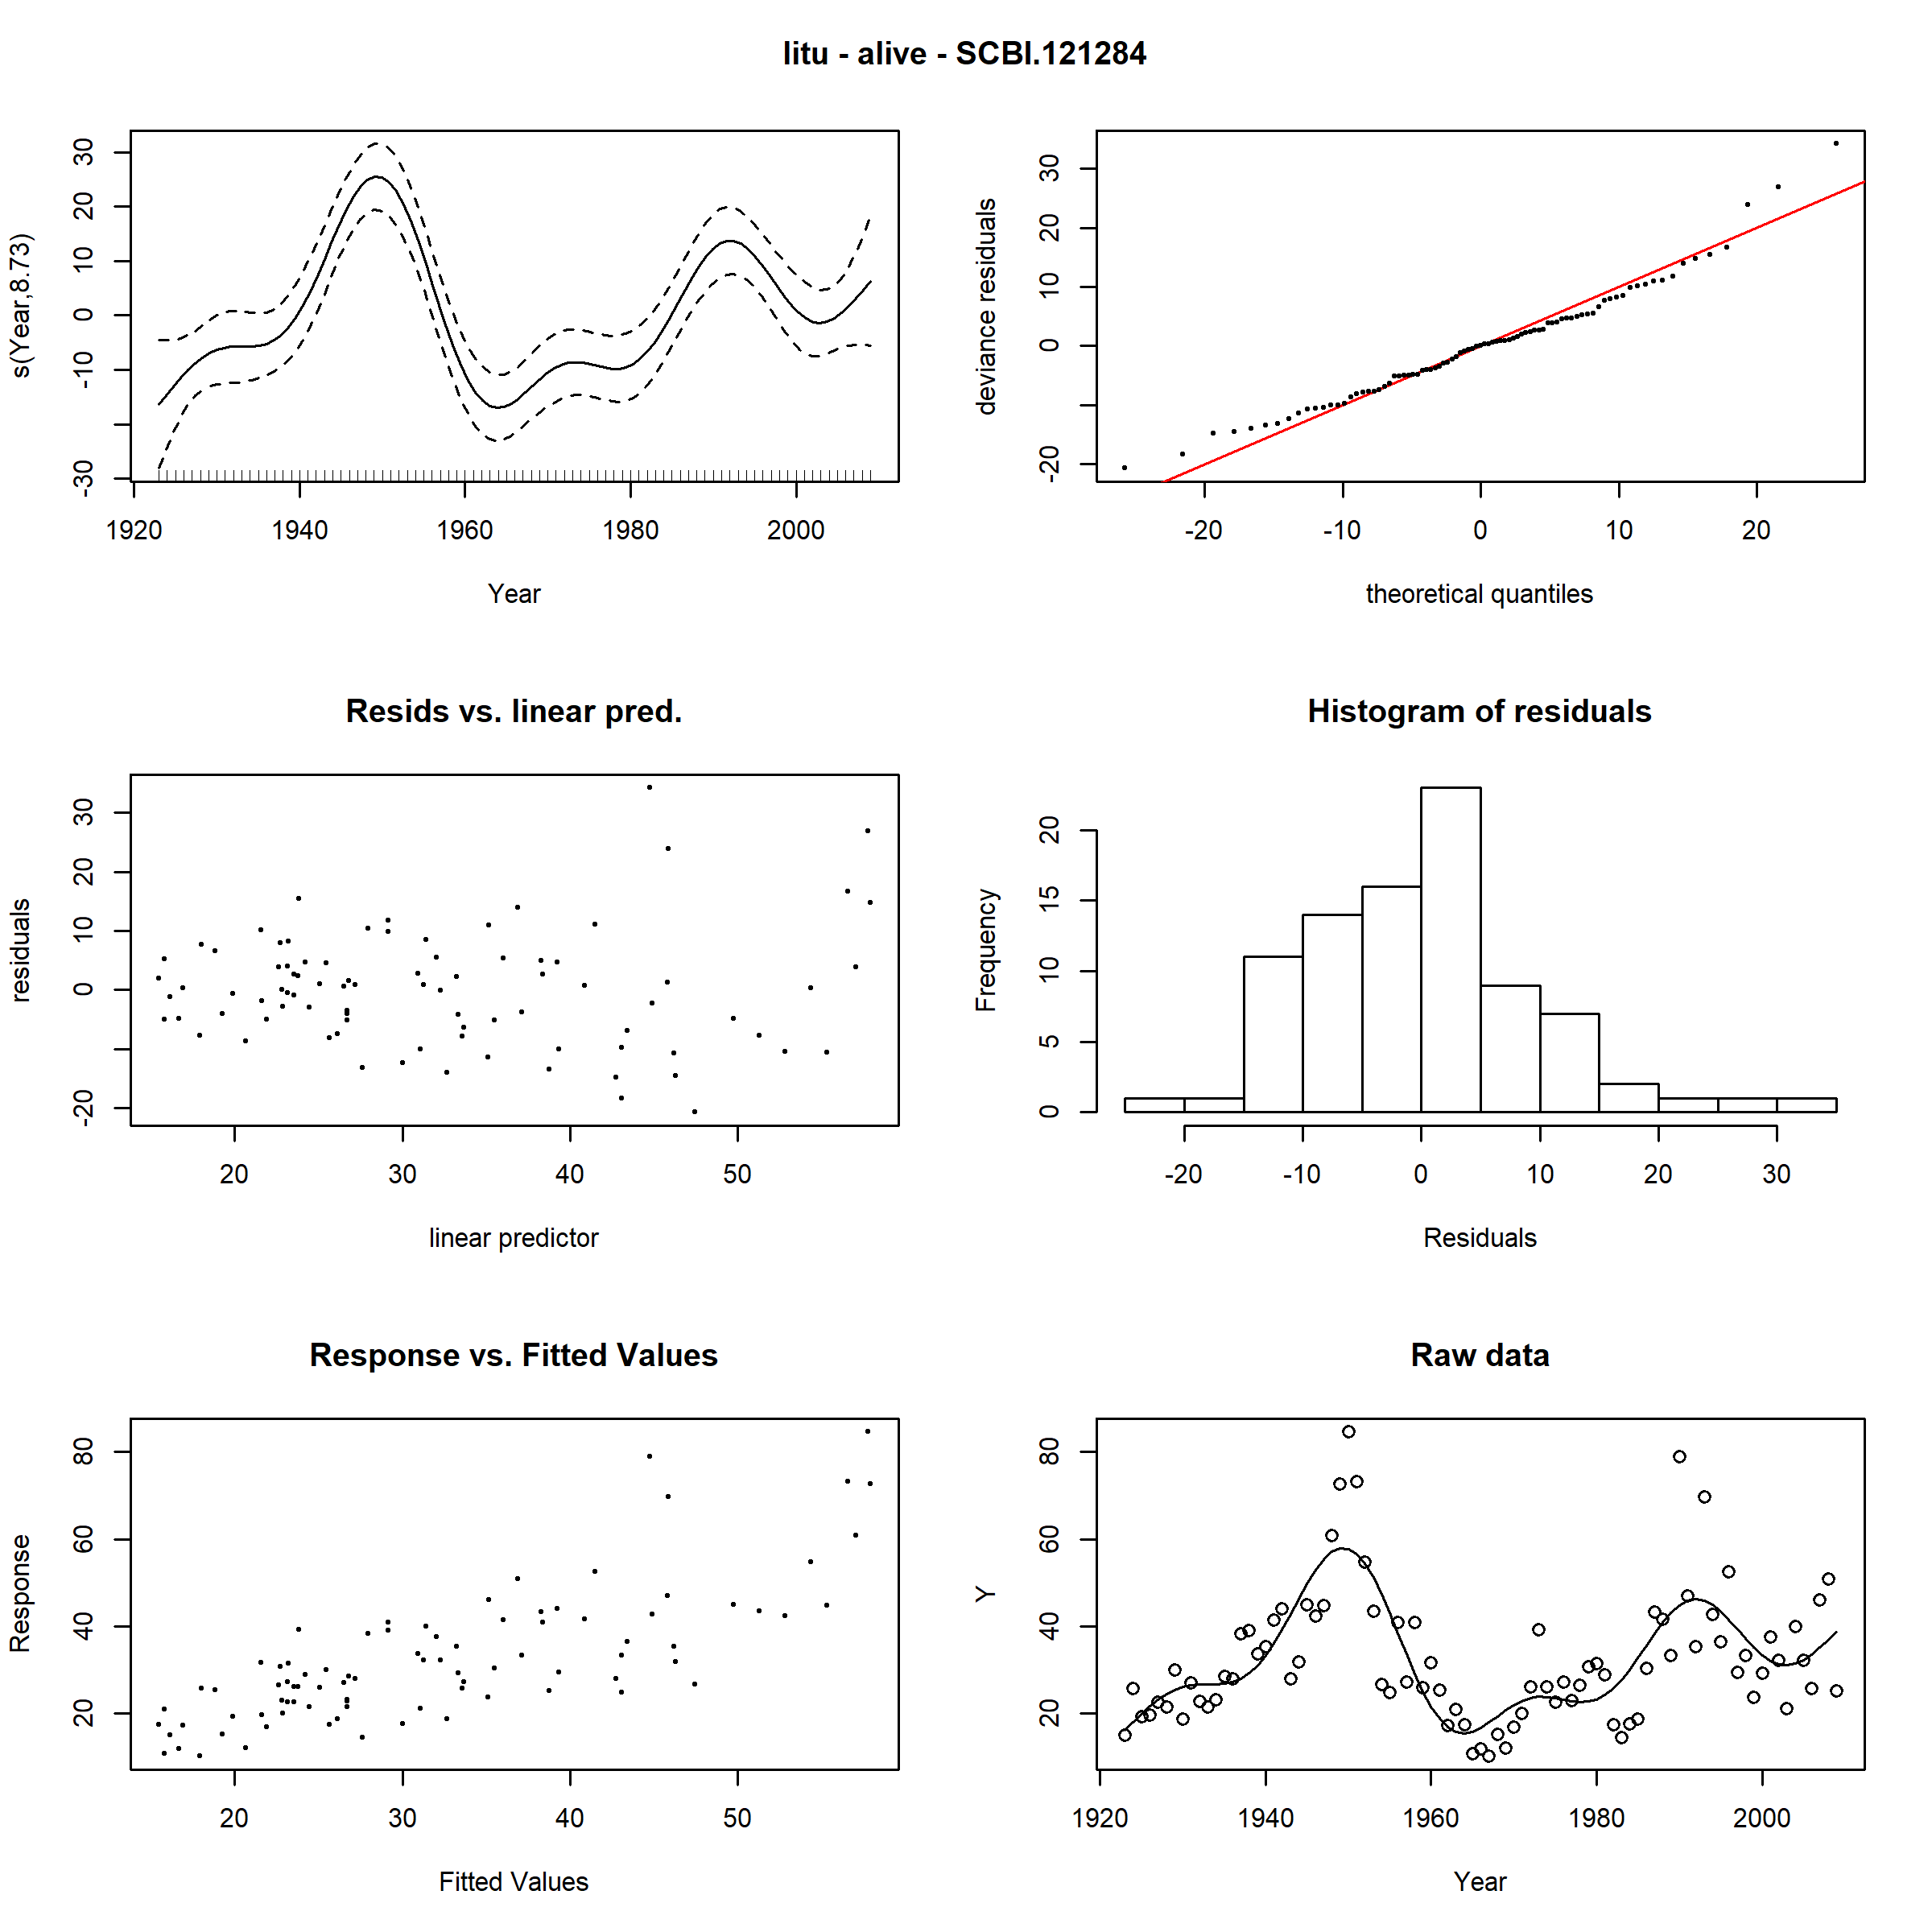 litu - alive - SCBI.121284
s(Year,8.73)
30
20
10
0
-10
-30
1920 1940 1960 1980 2000
Year
deviance residuals
30
20
10
0
-20
-20 -10 0 10 20
theoretical quantiles
Resids vs. linear pred.
residuals
30
20
10
0
-20
20 30 40 50
linear predictor
Histogram of residuals
Frequency
20
15
10
5
0
-20 -10 0 10 20 30
Residuals
Response vs. Fitted Values
Response
80
60
40
20
20 30 40 50
Fitted Values
Raw data
Y
80
60
40
20
1920 1940 1960 1980 2000
Year